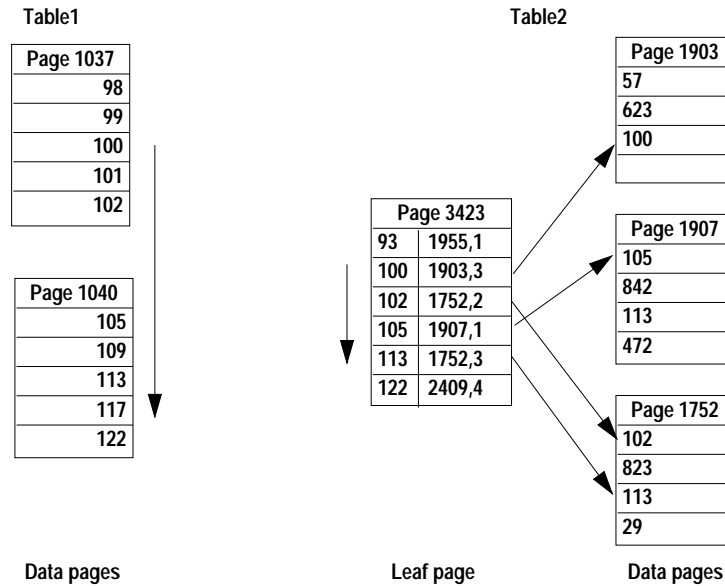 Table1
Table2
Page 1037
98
99
100
101
102
Page 1040
105
109
113
117
122
Page 3423
93 1955,1
100 1903,3
102 1752,2
105 1907,1
113 1752,3
122 2409,4
Page 1903
57
623
100
Page 1907
105
842
113
472
Page 1752
102
823
113
29
Data pages
Leaf page
Data pages